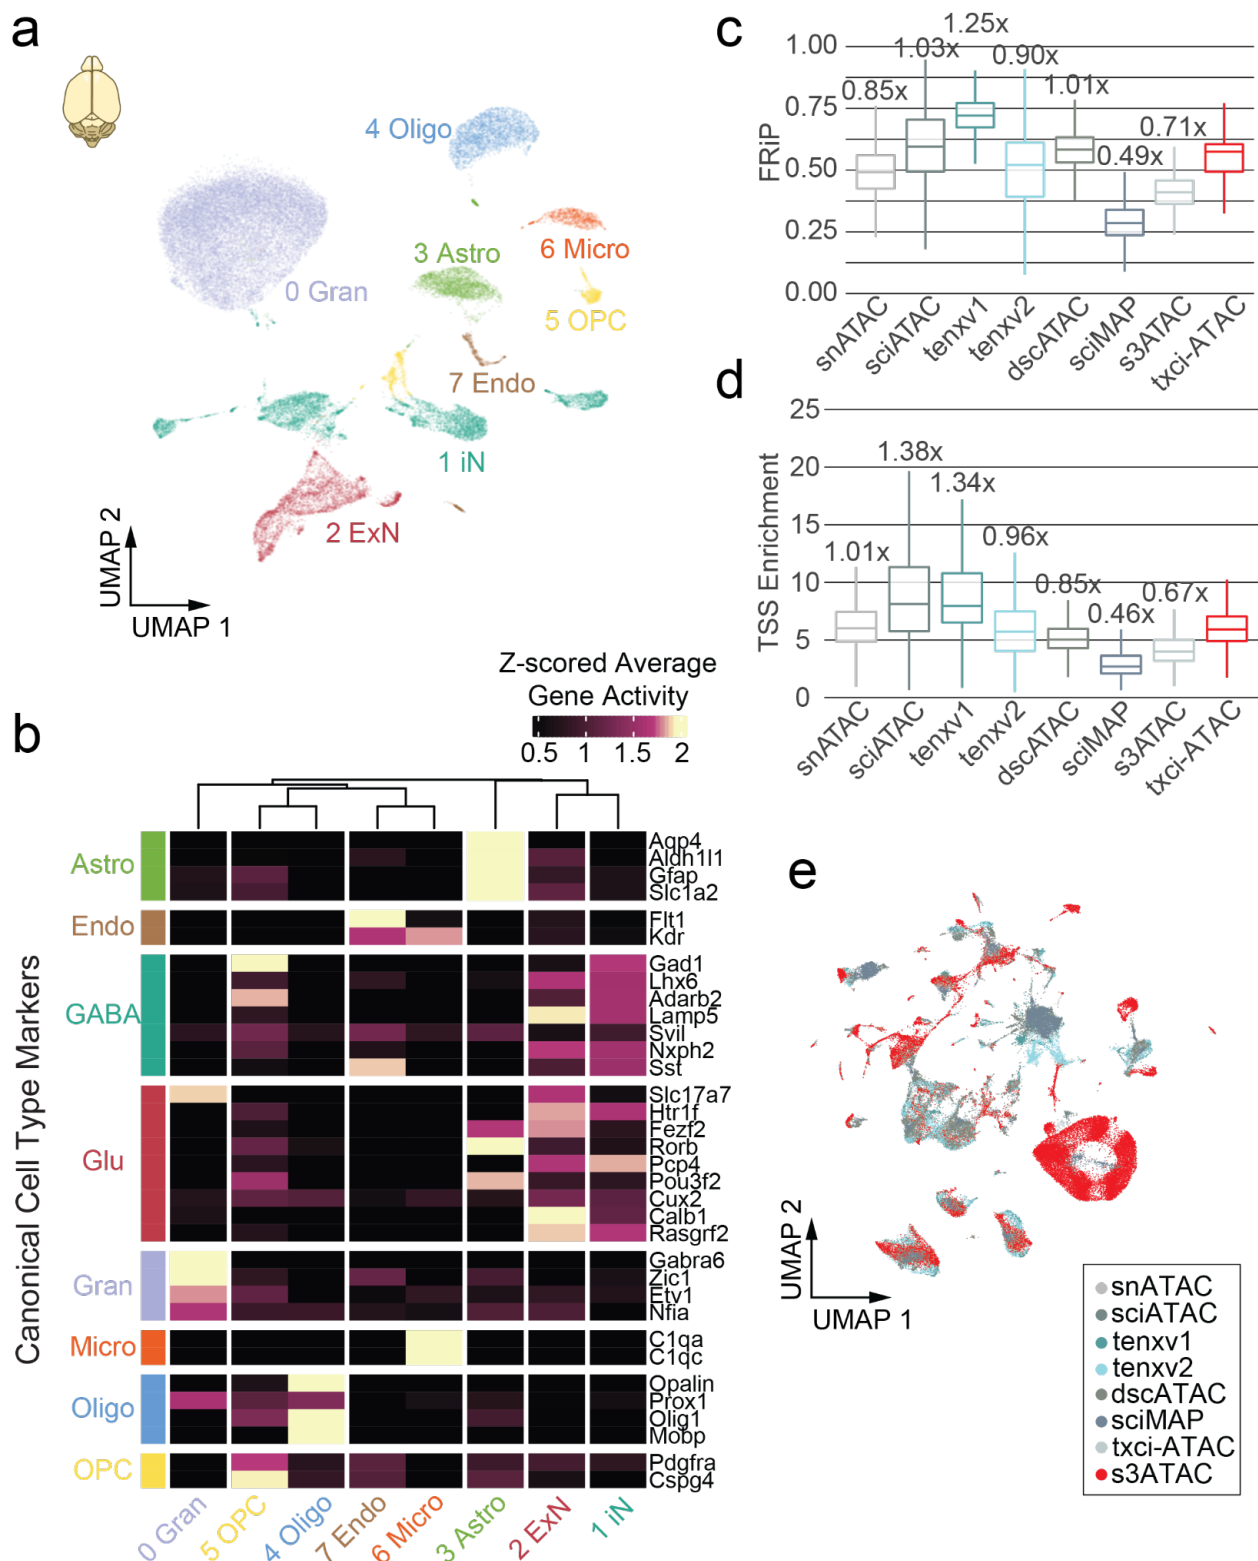 a
4 Oligo
6 Micro
3 Astro
0 Gran
5 OPC
7 Endo
1 iN
2 ExN
UMAP 2
UMAP 1
b
Z-scored Average
Gene Activity
0.5 1 1.5 2
Canonical Cell Type Markers
Astro
Aqp4
Aldh1l1
Gfap
Slc1a2
Endo
Flt1
Kdr
GABA
Gad1
Lhx6
Adarb2
Lamp5
Svil
Nxph2
Sst
Glu
Slc17a7
Htr1f
Fezf2
Rorb
Pcp4
Pou3f2
Cux2
Calb1
Rasgrf2
Gran
Gabra6
Zic1
Etv1
Nfia
Micro
C1qa
C1qc
Oligo
Opalin
Prox1
Olig1
Mobp
OPC
Pdgfra
Cspg4
0 Gran
5 OPC
4 Oligo
7 Endo
6 Micro
3 Astro
2 ExN
1 iN
c
FRiP
1.00
0.75
0.50
0.25
0.00
0.85x
1.03x
1.25x
0.90x
1.01x
0.49x
0.71x
snATAC
sciATAC
tenxv1
tenxv2
dscATAC
sciMAP
s3ATAC
txci-ATAC
d
TSS Enrichment
25
20
15
10
5
0
1.01x
1.38x
1.34x
0.96x
0.85x
0.46x
0.67x
snATAC
sciATAC
tenxv1
tenxv2
dscATAC
sciMAP
s3ATAC
txci-ATAC
e
UMAP 2
UMAP 1
snATAC
sciATAC
tenxv1
tenxv2
dscATAC
sciMAP
txci-ATAC
s3ATAC